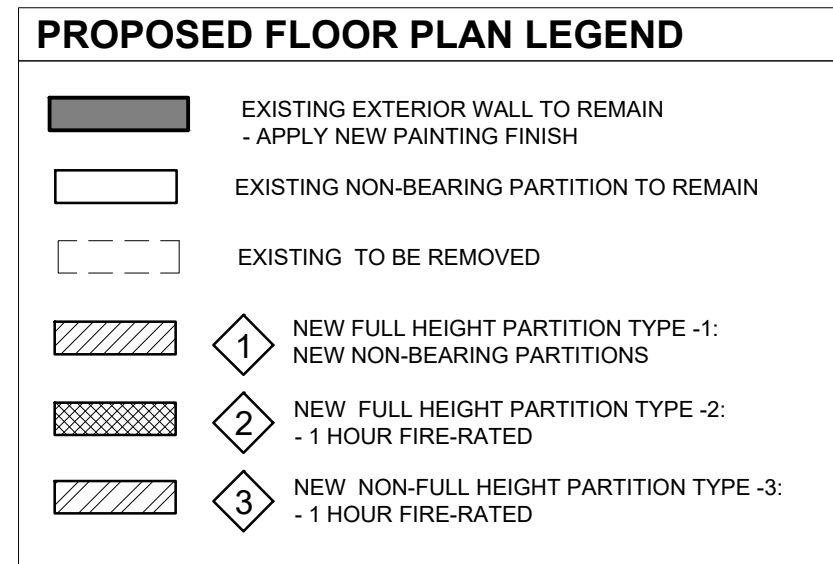 PROPOSED FLOOR PLAN LEGEND
EXISTING EXTERIOR WALL TO REMAIN
- APPLY NEW PAINTING FINISH
EXISTING NON-BEARING PARTITION TO REMAIN
EXISTING TO BE REMOVED
1 NEW FULL HEIGHT PARTITION TYPE -1:
NEW NON-BEARING PARTITIONS
2 NEW FULL HEIGHT PARTITION TYPE -2:
- 1 HOUR FIRE-RATED
3 NEW NON-FULL HEIGHT PARTITION TYPE -3:
- 1 HOUR FIRE-RATED